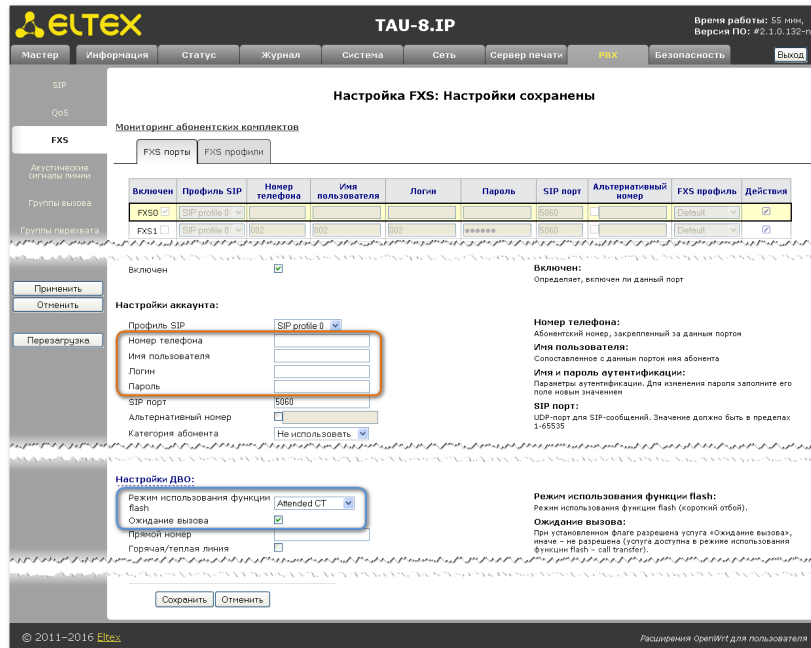 ELTEX
TAU-8.IP
Время работы: 55 мин,
Версия ПО: #2.1.0.132-n
Мастер Информация Статус Журнал Система Сеть Сервер печати PBX Безопасность Выход
SIP
QoS
FXS
Акустические сигналы линии
Группы вызова
Группы перехвата
Применить
Отменить
Перезагрузка
Настройка FXS: Настройки сохранены
Мониторинг абонентских комплектов
FXS порты FXS профили
Включен Профиль SIP Номер телефона Имя пользователя Логин Пароль SIP порт Альтернативный номер FXS профиль Действия
FXS0 SIP profile 0 5060 Default
FXS1 SIP profile 0 002 002 002 ●●●●●● 5060 Default
Включен
Включен:
Определяет, включен ли данный порт
Настройки аккаунта:
Профиль SIP SIP profile 0
Номер телефона
Имя пользователя
Логин
Пароль
SIP порт 5060
Альтернативный номер
Категория абонента Не использовать
Номер телефона:
Абонентский номер, закрепленный за данным портом
Имя пользователя:
Сопоставленное с данным портом имя абонента
Имя и пароль аутентификации:
Параметры аутентификации. Для изменения пароля заполните его
поле новым значением
SIP порт:
UDP-порт для SIP-сообщений. Значение должно быть в пределах
1-65535
Настройки ДВО:
Режим использования функции
flash Attended CT
Ожидание вызова
Прямой номер
Горячая/теплая линия
Режим использования функции flash:
Режим использования функции flash (короткий отбой).
Ожидание вызова:
При установленном флаге разрешена услуга «Ожидание вызова»,
иначе – не разрешена (услуга доступна в режиме использования
функции flash – call transfer).
Сохранить Отменить
© 2011–2016 Eltex
Расширения OpenWrt для пользователя